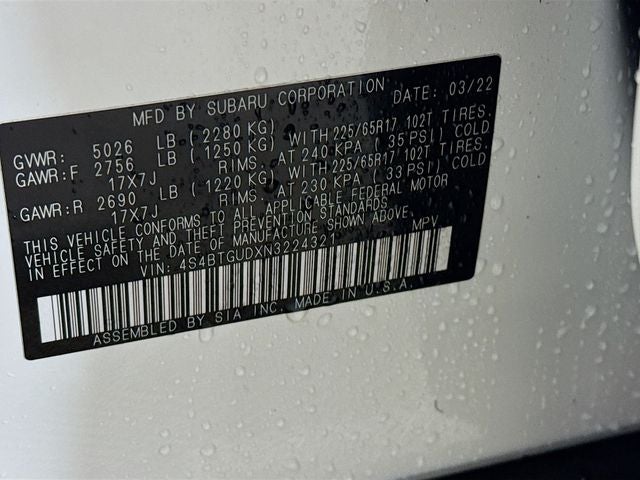 MFD BY SUBARU CORPORATION DATE: 03/22
GVWR: 5026 LB (2280 KG)
GAWR:F 2756 LB (1250 KG) WITH 225/65R17 102T TIRES.
17X7J RIMS. AT 240 KPA (35 PSI) COLD
GAWR:R 2690 LB (1220 KG) WITH 225/65R17 102T TIRES.
17X7J RIMS. AT 230 KPA (33 PSI) COLD
THIS VEHICLE CONFORMS TO ALL APPLICABLE FEDERAL MOTOR
VEHICLE SAFETY AND THEFT PREVENTION STANDARDS
IN EFFECT ON THE DATE OF MANUFACTURE SHOWN ABOVE.
VIN: 4S4BTGUDXN3224321 MPV
ASSEMBLED BY SIA INC. MADE IN U.S.A.